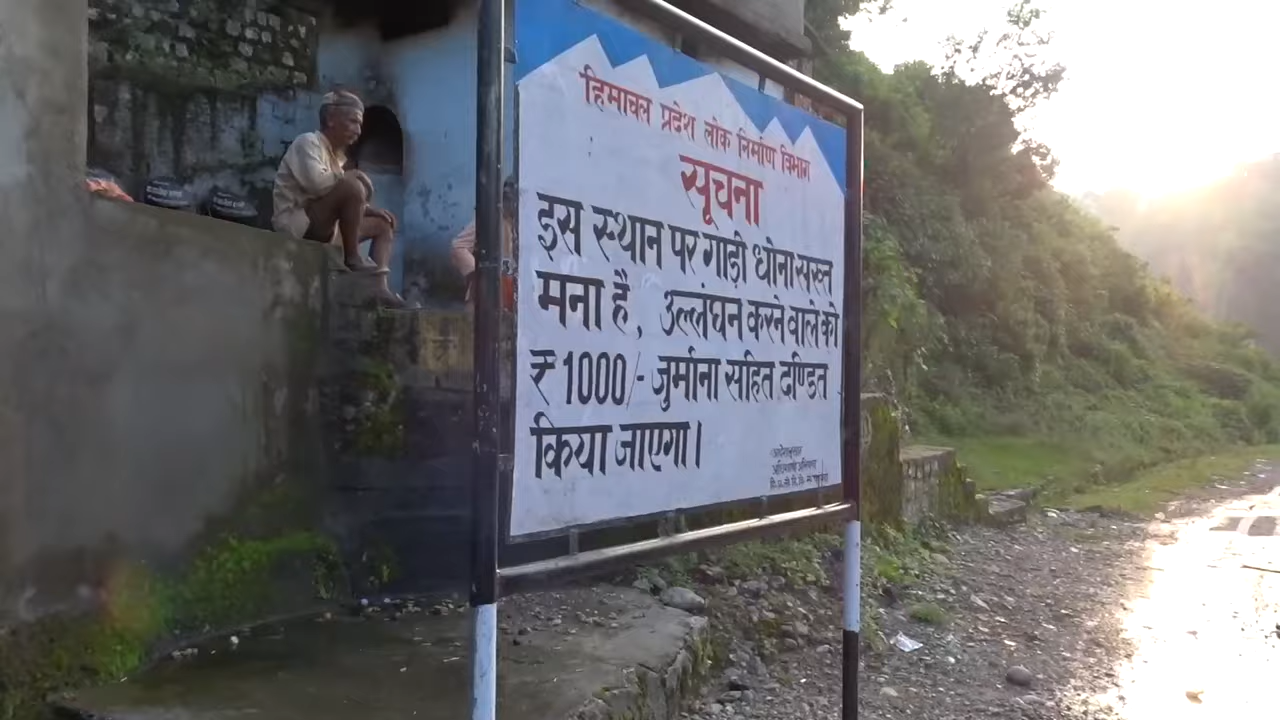 हिमाचल प्रदेश लोक निर्माण विभाग
सूचना
इस स्थान पर गाड़ी धोना सख्त
मना है, उल्लंघन करने वाले को
₹ 1000/- जुर्माना सहित दण्डित
किया जाएगा।